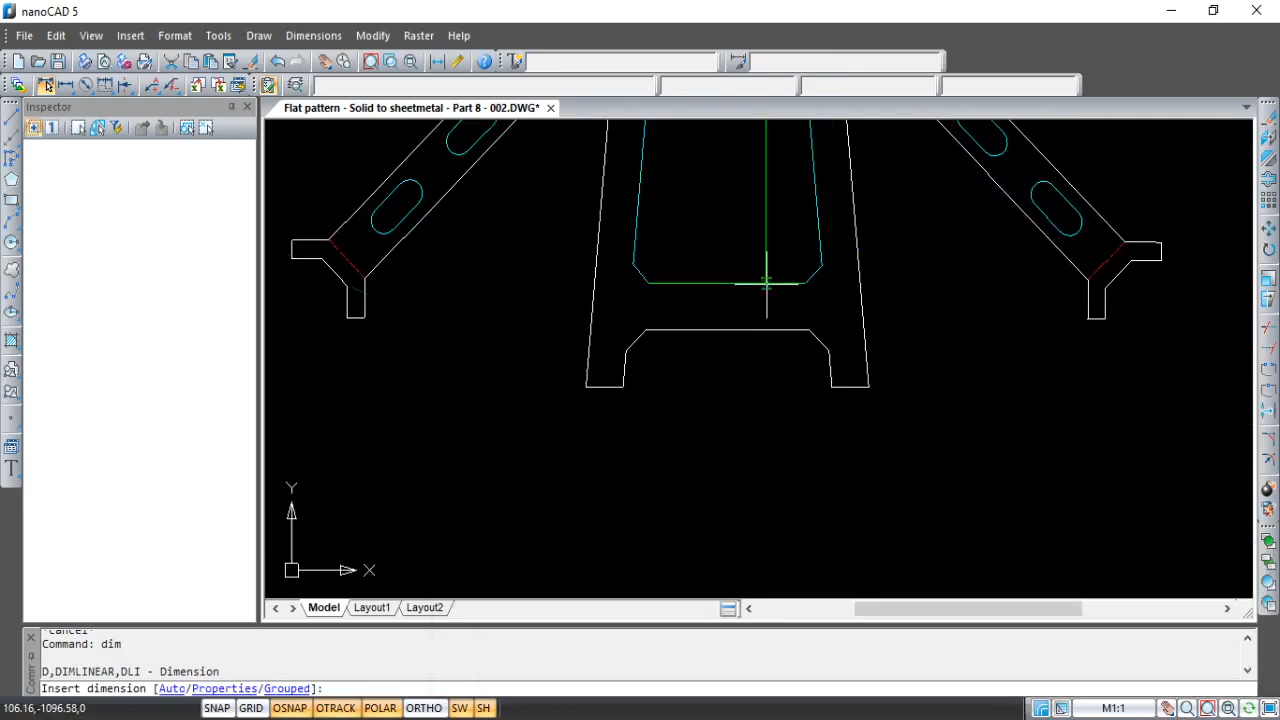 nanoCAD 5
File Edit View Insert Format Tools Draw Dimensions Modify Raster Help
Inspector
Flat pattern - Solid to sheetmetal - Part 8 - 002.DWG*
1
T
Y
X
Model Layout1 Layout2
*cancel*
Command: dim
D,DIMLINEAR,DLI - Dimension
Insert dimension [Auto/Properties/Grouped]:
106.16,-1096.58,0 SNAP GRID OSNAP OTRACK POLAR ORTHO SW SH M1:1